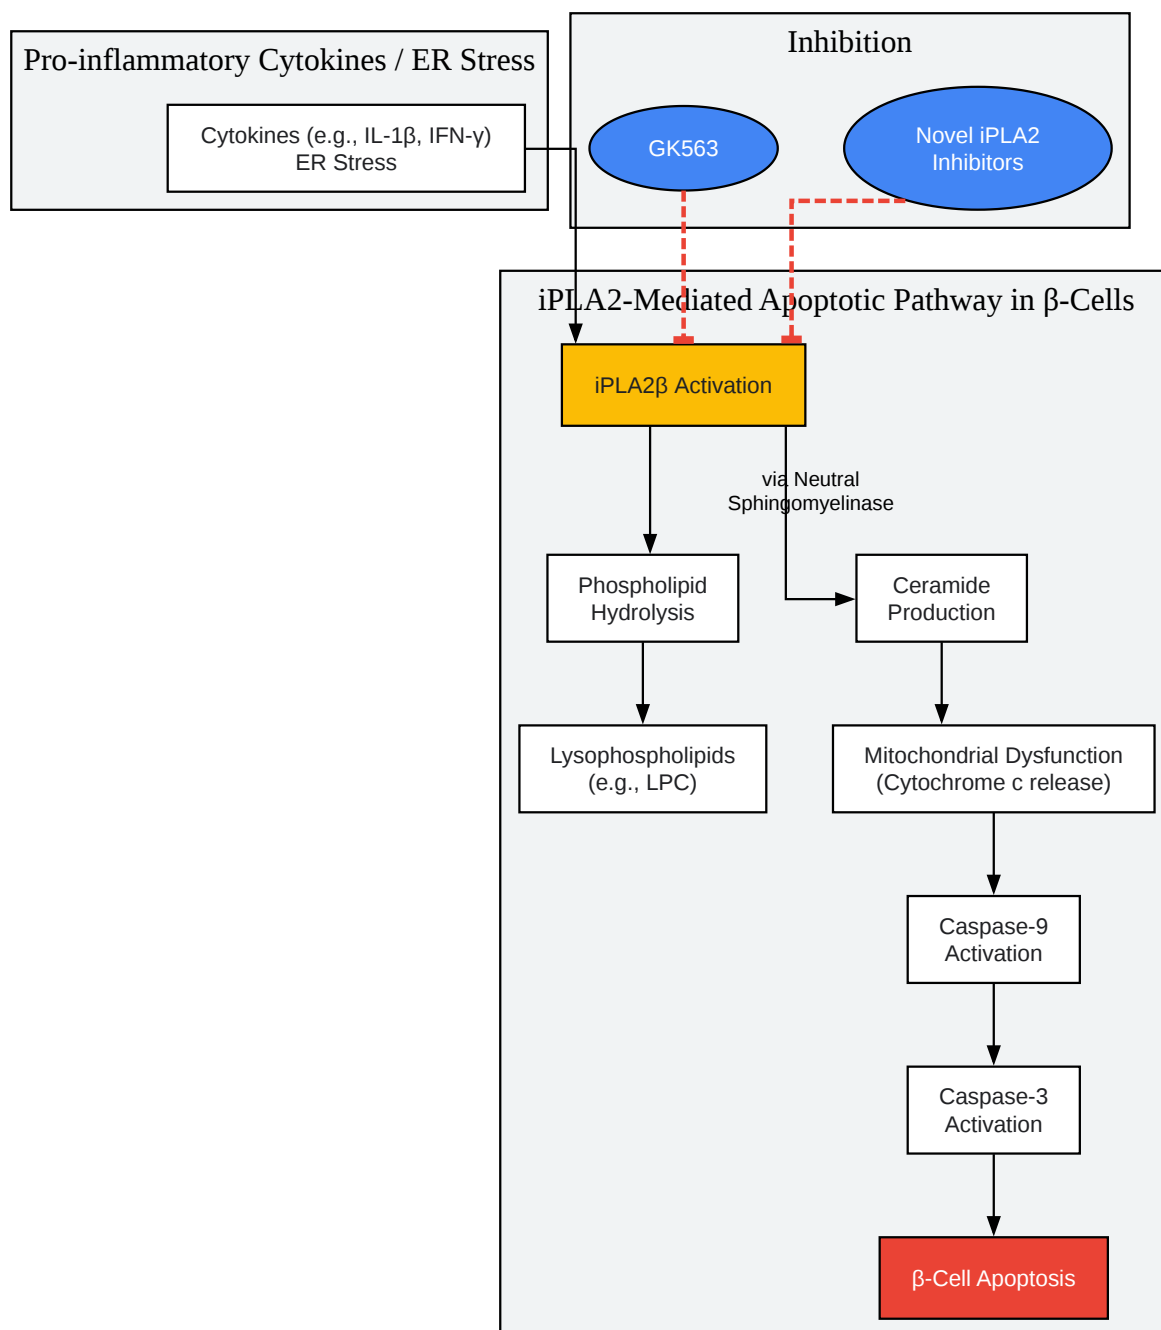 Pro-inflammatory Cytokines / ER Stress
Cytokines (e.g., IL-1β, IFN-γ)
ER Stress
Inhibition
GK563
Novel iPLA2
Inhibitors
iPLA2-Mediated Apoptotic Pathway in β-Cells
iPLA2β Activation
via Neutral
Sphingomyelinase
Phospholipid
Hydrolysis
Ceramide
Production
Lysophospholipids
(e.g., LPC)
Mitochondrial Dysfunction
(Cytochrome c release)
Caspase-9
Activation
Caspase-3
Activation
β-Cell Apoptosis